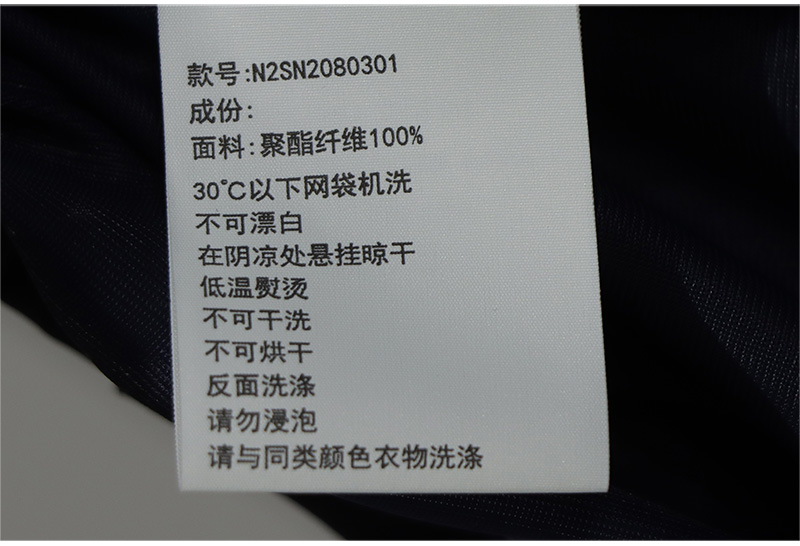 款号:N2SN2080301
成份:
面料:聚酯纤维100%
30℃以下网袋机洗
不可漂白
在阴凉处悬挂晾干
低温熨烫
不可干洗
不可烘干
反面洗涤
请勿浸泡
请与同类颜色衣物洗涤